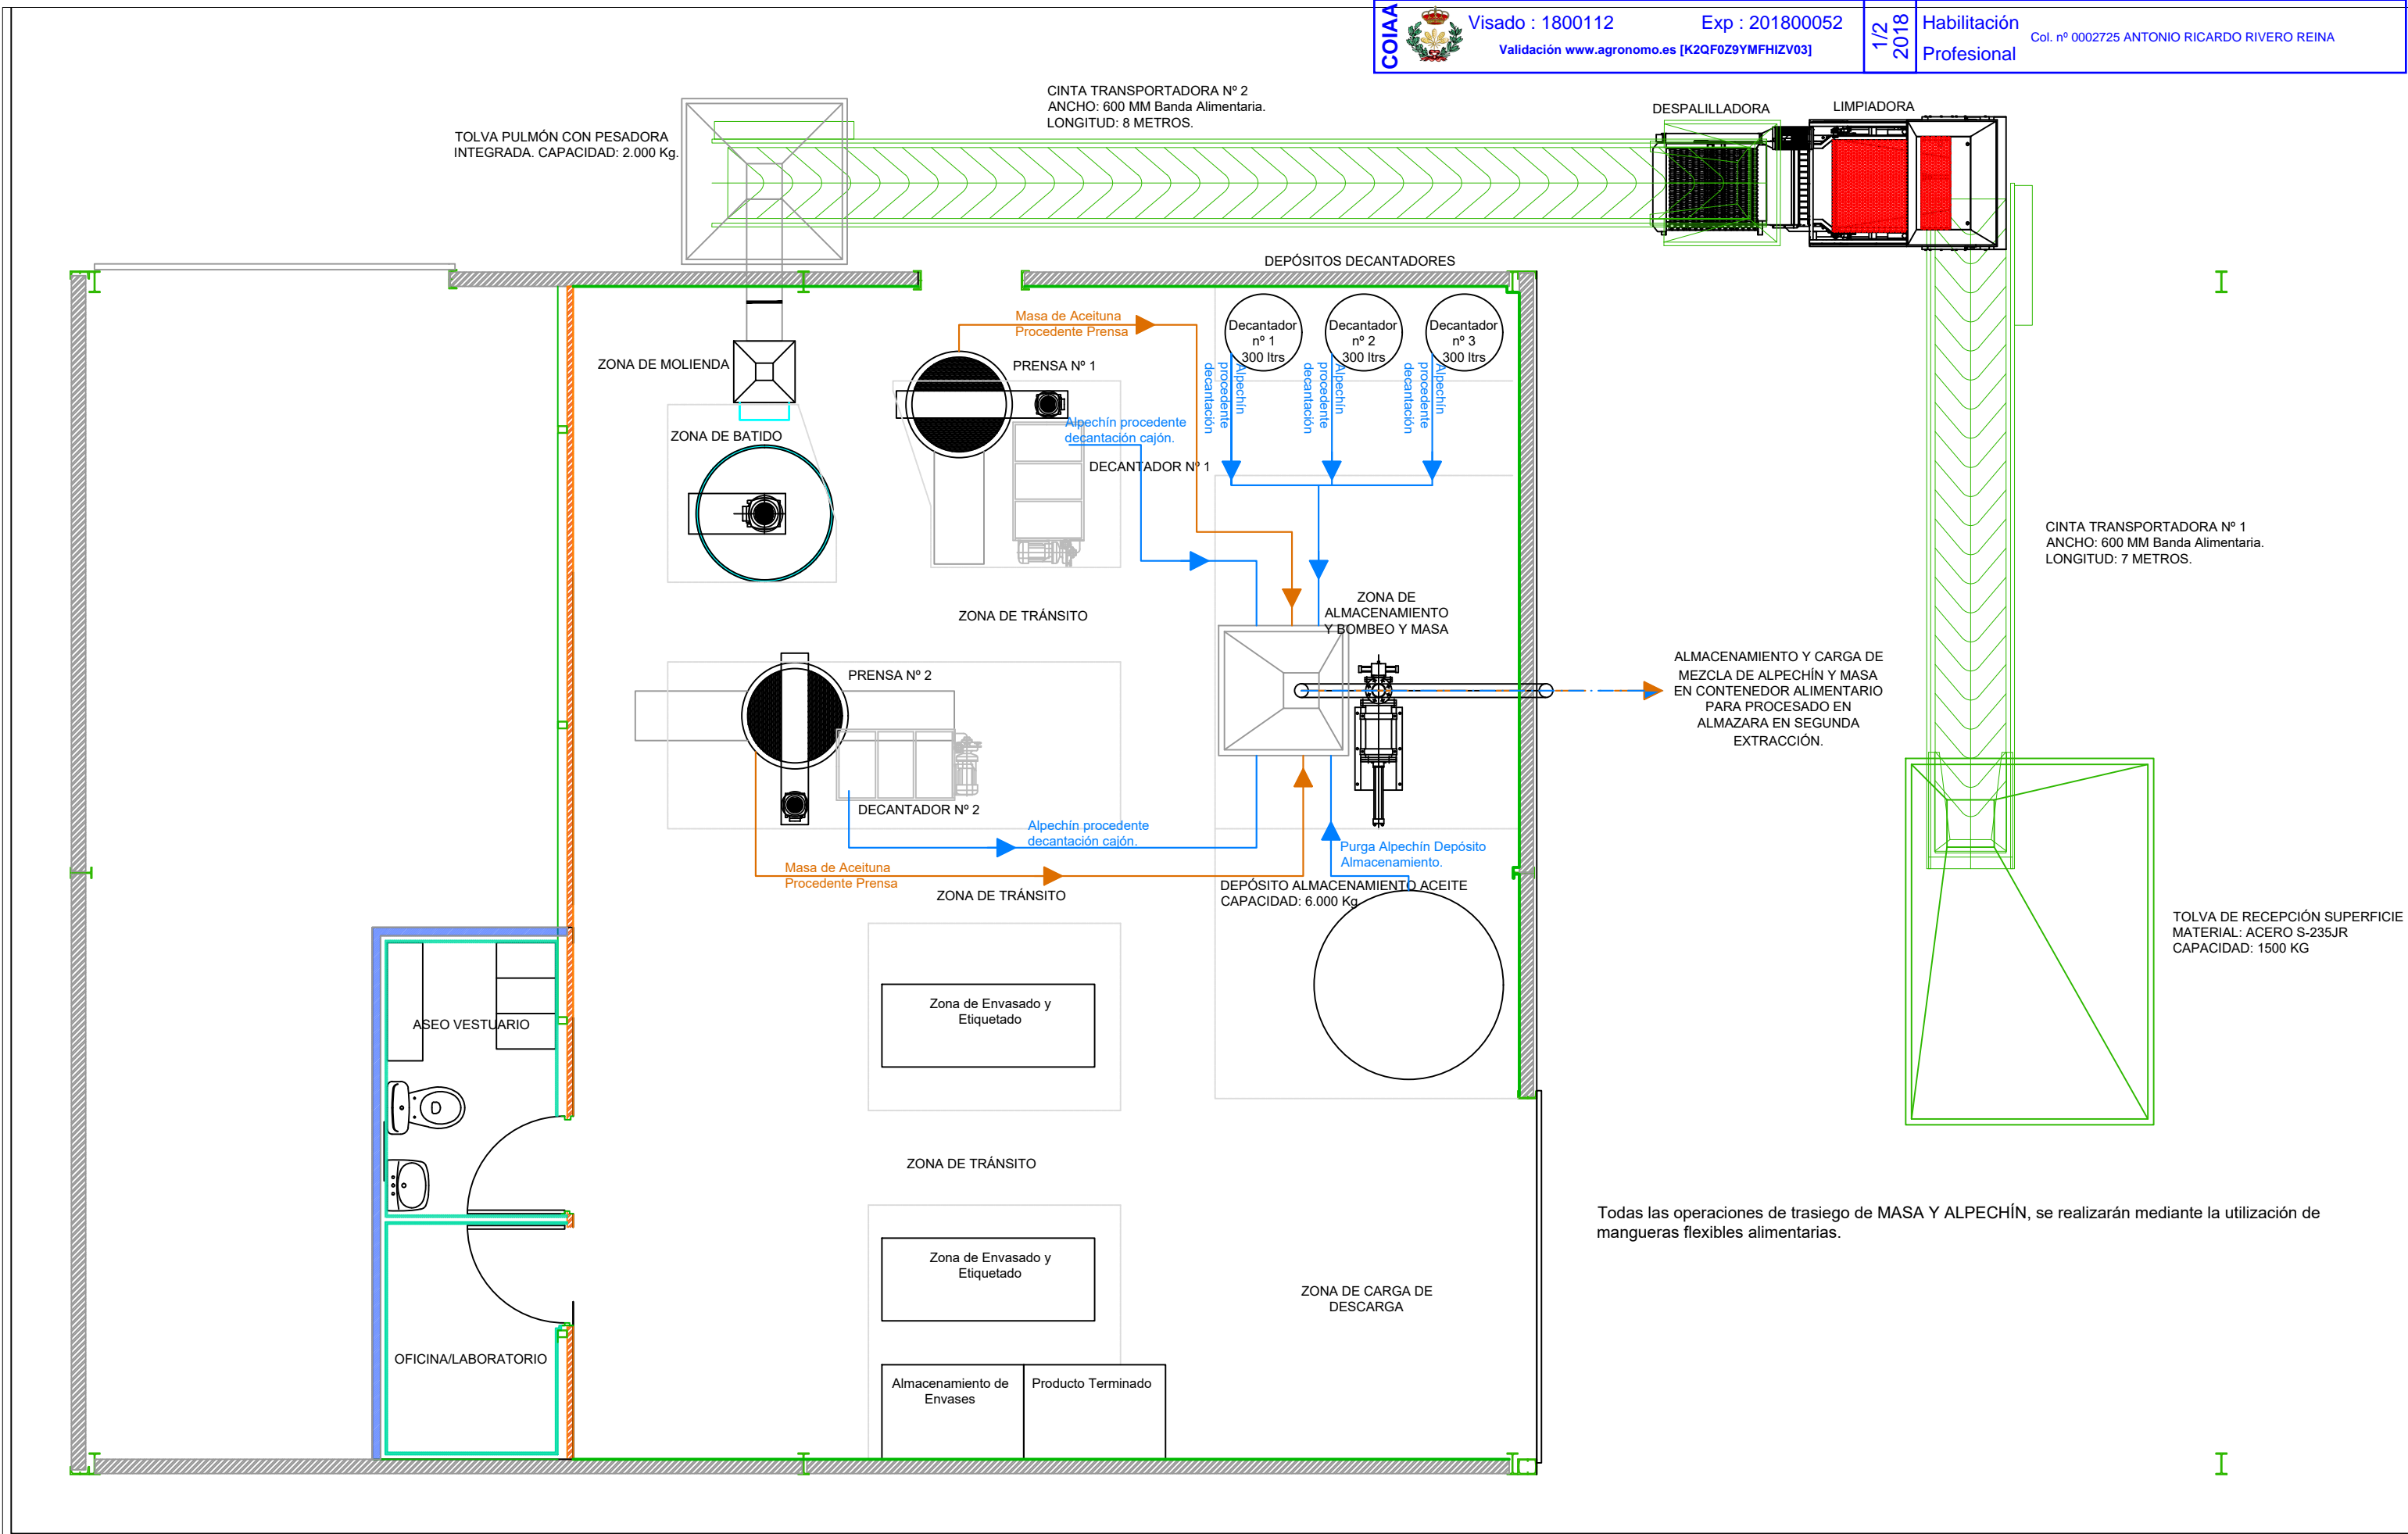 COIAA
Visado : 1800112
Exp : 201800052
Validación www.agronomo.es [K2QF0Z9YMFHIZV03]
1/2
2018
Habilitación
Profesional
Col. nº 0002725 ANTONIO RICARDO RIVERO REINA
CINTA TRANSPORTADORA Nº 2
ANCHO: 600 MM Banda Alimentaria.
LONGITUD: 8 METROS.
DESPALILLADORA
LIMPIADORA
TOLVA PULMÓN CON PESADORA
INTEGRADA. CAPACIDAD: 2.000 Kg.
DEPÓSITOS DECANTADORES
Masa de Aceituna
Procedente Prensa
Decantador
nº 1
300 ltrs
Decantador
nº 2
300 ltrs
Decantador
nº 3
300 ltrs
ZONA DE MOLIENDA
PRENSA Nº 1
Alpechín
procedente
decantación
Alpechín
procedente
decantación
Alpechín
procedente
decantación
Alpechín procedente
decantación cajón.
ZONA DE BATIDO
DECANTADOR Nº 1
CINTA TRANSPORTADORA Nº 1
ANCHO: 600 MM Banda Alimentaria.
LONGITUD: 7 METROS.
ZONA DE TRÁNSITO
ZONA DE
ALMACENAMIENTO
Y BOMBEO Y MASA
PRENSA Nº 2
ALMACENAMIENTO Y CARGA DE
MEZCLA DE ALPECHÍN Y MASA
EN CONTENEDOR ALIMENTARIO
PARA PROCESADO EN
ALMAZARA EN SEGUNDA
EXTRACCIÓN.
DECANTADOR Nº 2
Alpechín procedente
decantación cajón.
Purga Alpechín Depósito
Almacenamiento.
Masa de Aceituna
Procedente Prensa
ZONA DE TRÁNSITO
DEPÓSITO ALMACENAMIENTO ACEITE
CAPACIDAD: 6.000 Kg
TOLVA DE RECEPCIÓN SUPERFICIE
MATERIAL: ACERO S-235JR
CAPACIDAD: 1500 KG
Zona de Envasado y
Etiquetado
ASEO VESTUARIO
ZONA DE TRÁNSITO
Todas las operaciones de trasiego de MASA Y ALPECHÍN, se realizarán mediante la utilización de
mangueras flexibles alimentarias.
Zona de Envasado y
Etiquetado
ZONA DE CARGA DE
DESCARGA
OFICINA/LABORATORIO
Almacenamiento de
Envases
Producto Terminado